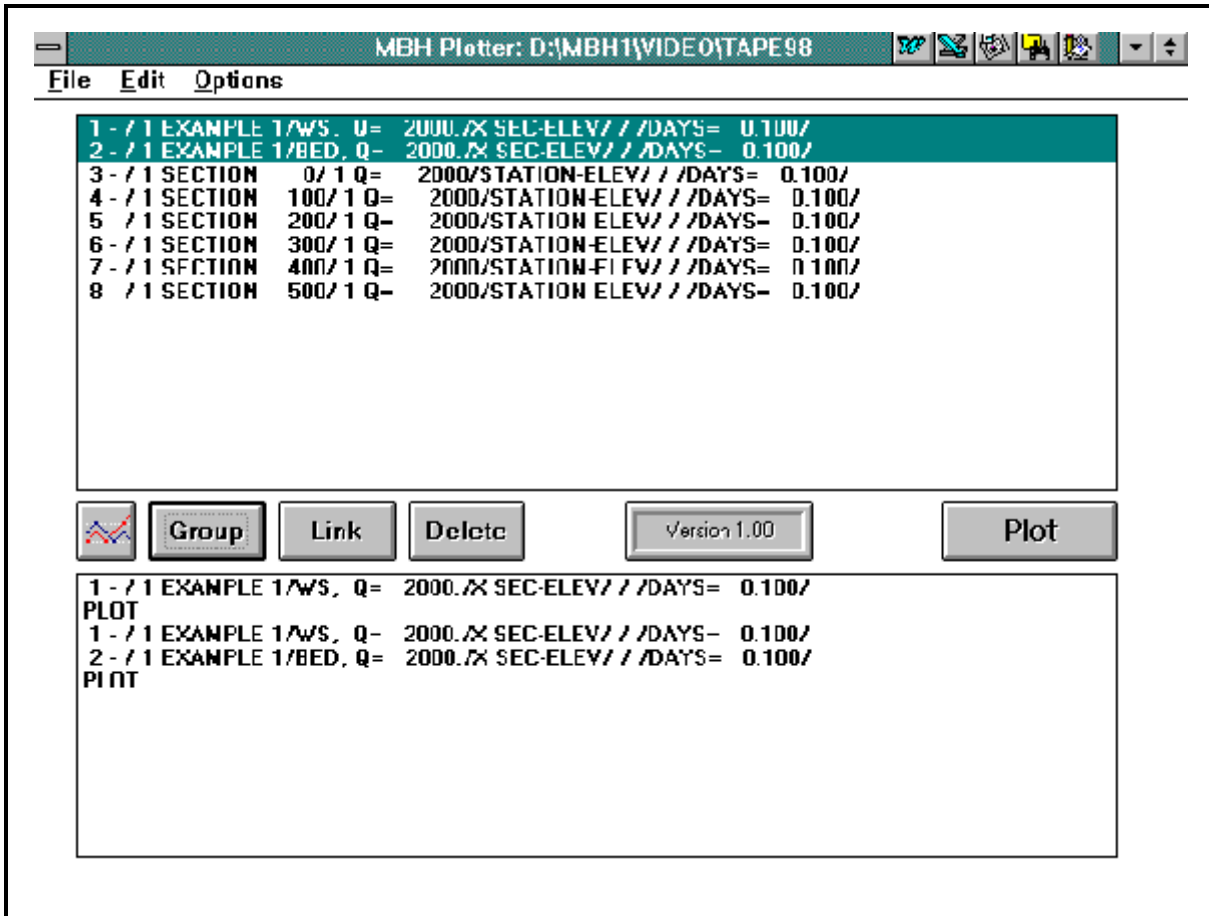 MBH Plotter: D:\MBH1\VIDEO\TAPE98
File Edit Options
1 - / 1 EXAMPLE 1/WS, Q= 2000./X SEC-ELEV/ / /DAYS= 0.100/
2 - / 1 EXAMPLE 1/BED, Q= 2000./X SEC-ELEV/ / /DAYS= 0.100/
3 - / 1 SECTION 0/ 1 Q= 2000/STATION-ELEV/ / /DAYS= 0.100/
4 - / 1 SECTION 100/ 1 Q= 2000/STATION-ELEV/ / /DAYS= 0.100/
5 - / 1 SECTION 200/ 1 Q= 2000/STATION-ELEV/ / /DAYS= 0.100/
6 - / 1 SECTION 300/ 1 Q= 2000/STATION-ELEV/ / /DAYS= 0.100/
7 - / 1 SECTION 400/ 1 Q= 2000/STATION-ELEV/ / /DAYS= 0.100/
8 - / 1 SECTION 500/ 1 Q= 2000/STATION-ELEV/ / /DAYS= 0.100/
Group Link Delete Version 1.00 Plot
1 - / 1 EXAMPLE 1/WS, Q= 2000./X SEC-ELEV/ / /DAYS= 0.100/
PLOT
1 - / 1 EXAMPLE 1/WS, Q= 2000./X SEC-ELEV/ / /DAYS= 0.100/
2 - / 1 EXAMPLE 1/BED, Q= 2000./X SEC-ELEV/ / /DAYS= 0.100/
PLOT